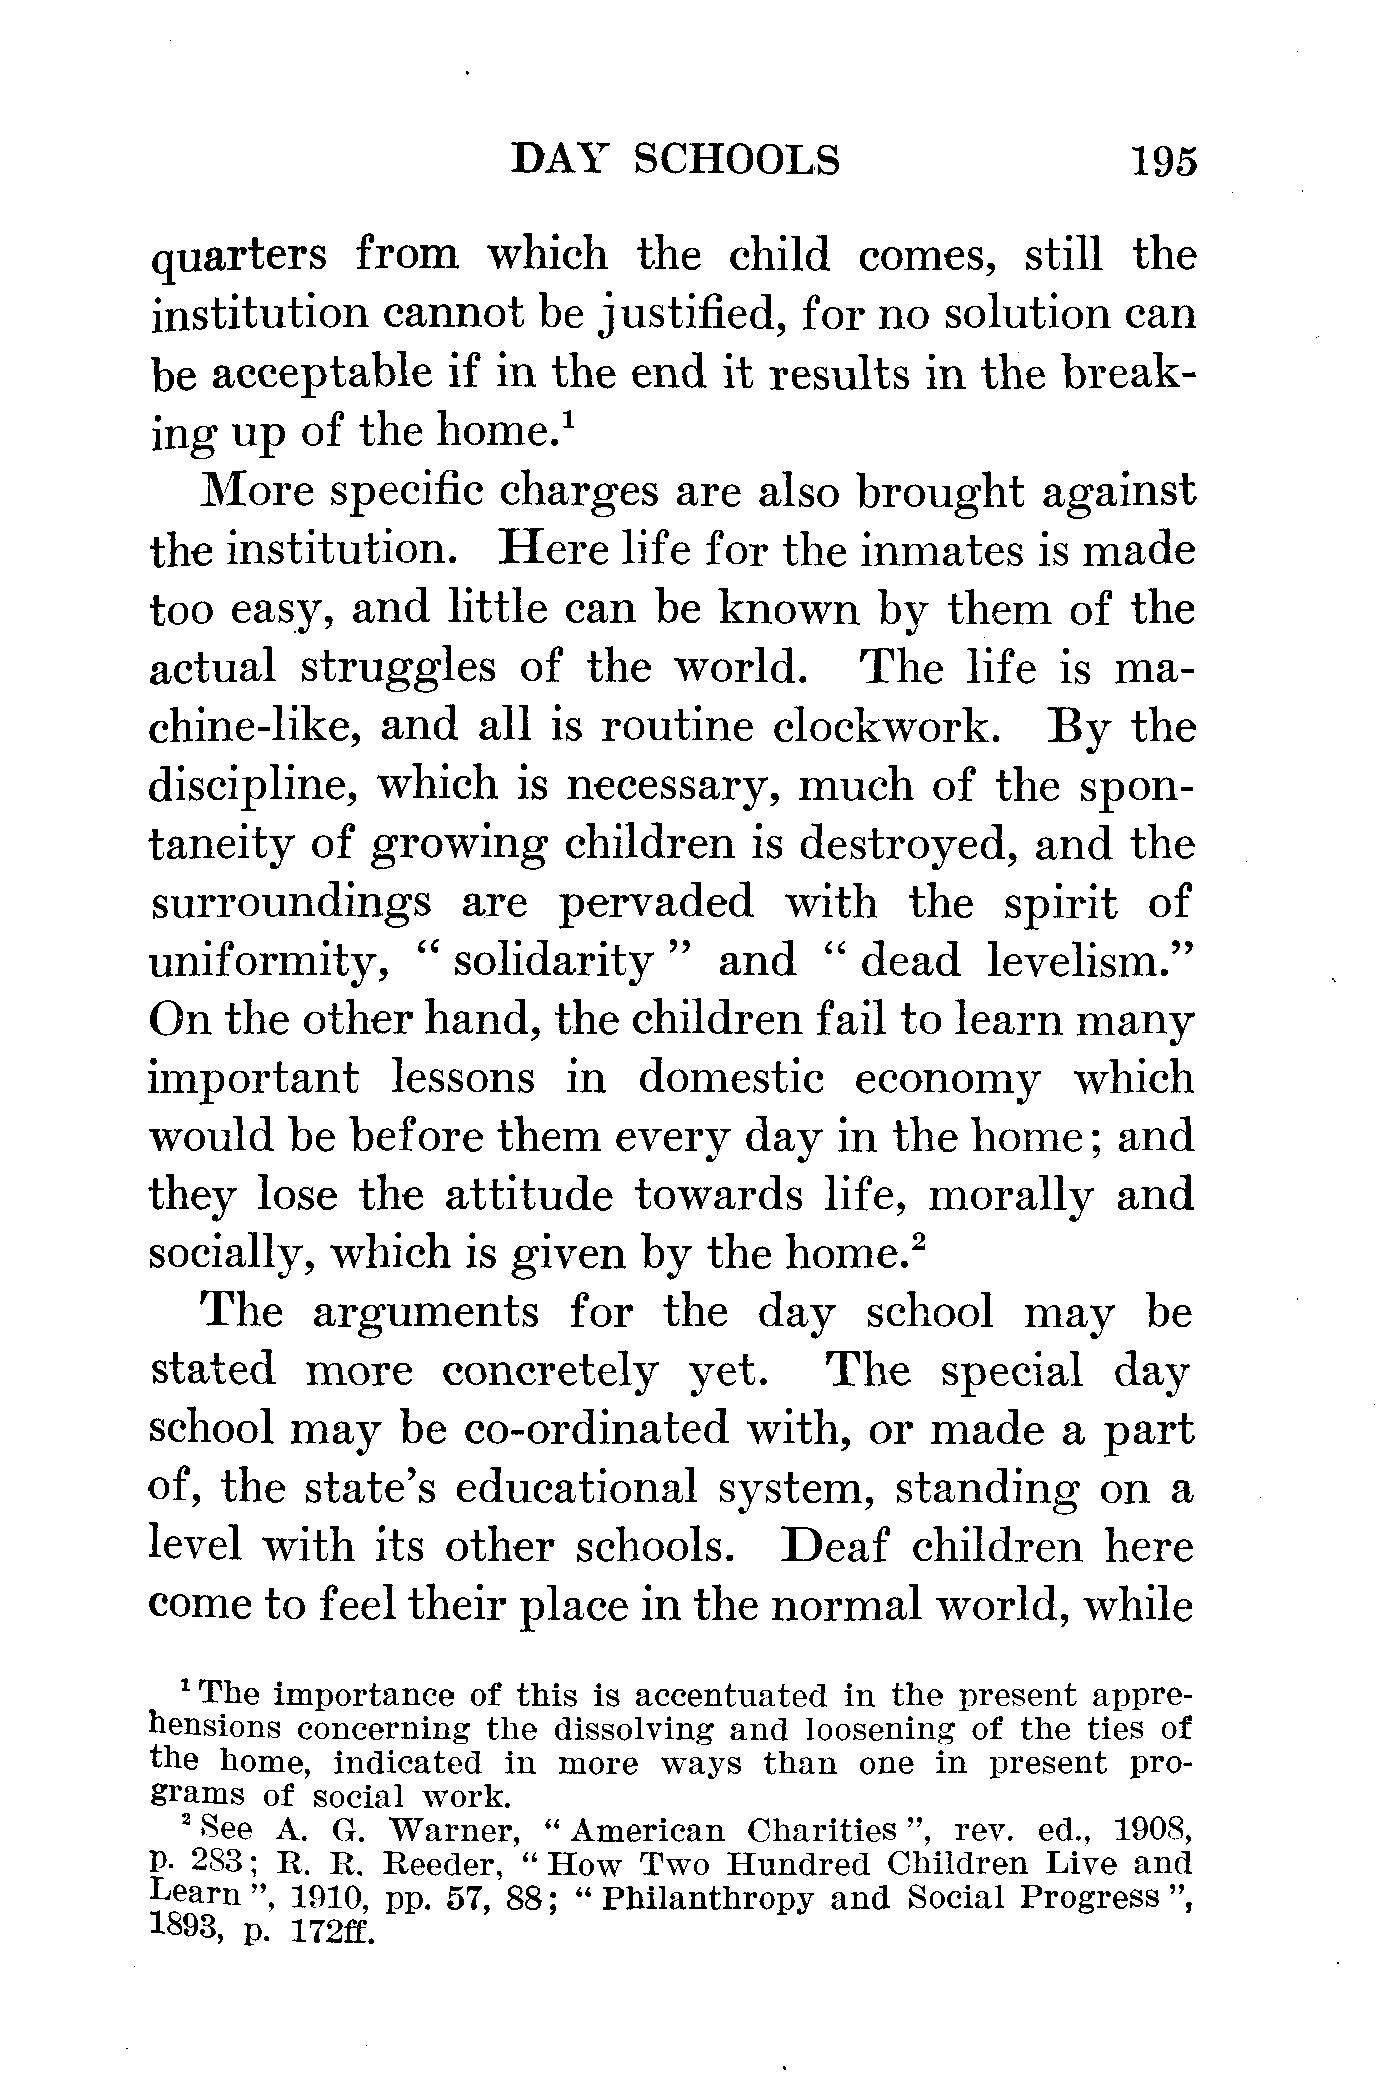 DAY SCHOOLS 195
quarters from which the child comes, still the
institution cannot be justified, for no solution can
be acceptable if in the end it results in the break-
ing up of the home.¹
More specific charges are also brought against
the institution. Here life for the inmates is made
too easy, and little can be known by them of the
actual struggles of the world. The life is ma-
chine-like, and all is routine clockwork. By the
discipline, which is necessary, much of the spon-
taneity of growing children is destroyed, and the
surroundings are pervaded with the spirit of
uniformity, “ solidarity ” and “ dead levelism.”
On the other hand, the children fail to learn many
important lessons in domestic economy which
would be before them every day in the home; and
they lose the attitude towards life, morally and
socially, which is given by the home.²
The arguments for the day school may be
stated more concretely yet. The special day
school may be co-ordinated with, or made a part
of, the state’s educational system, standing on a
level with its other schools. Deaf children here
come to feel their place in the normal world, while
¹ The importance of this is accentuated in the present appre-
hensions concerning the dissolving and loosening of the ties of
the home, indicated in more ways than one in present pro-
grams of social work.
² See A. G. Warner, “ American Charities ”, rev. ed., 1908,
p. 283; R. R. Reeder, “ How Two Hundred Children Live and
Learn ”, 1910, pp. 57, 88; “ Philanthropy and Social Progress ”,
1893, p. 172ff.